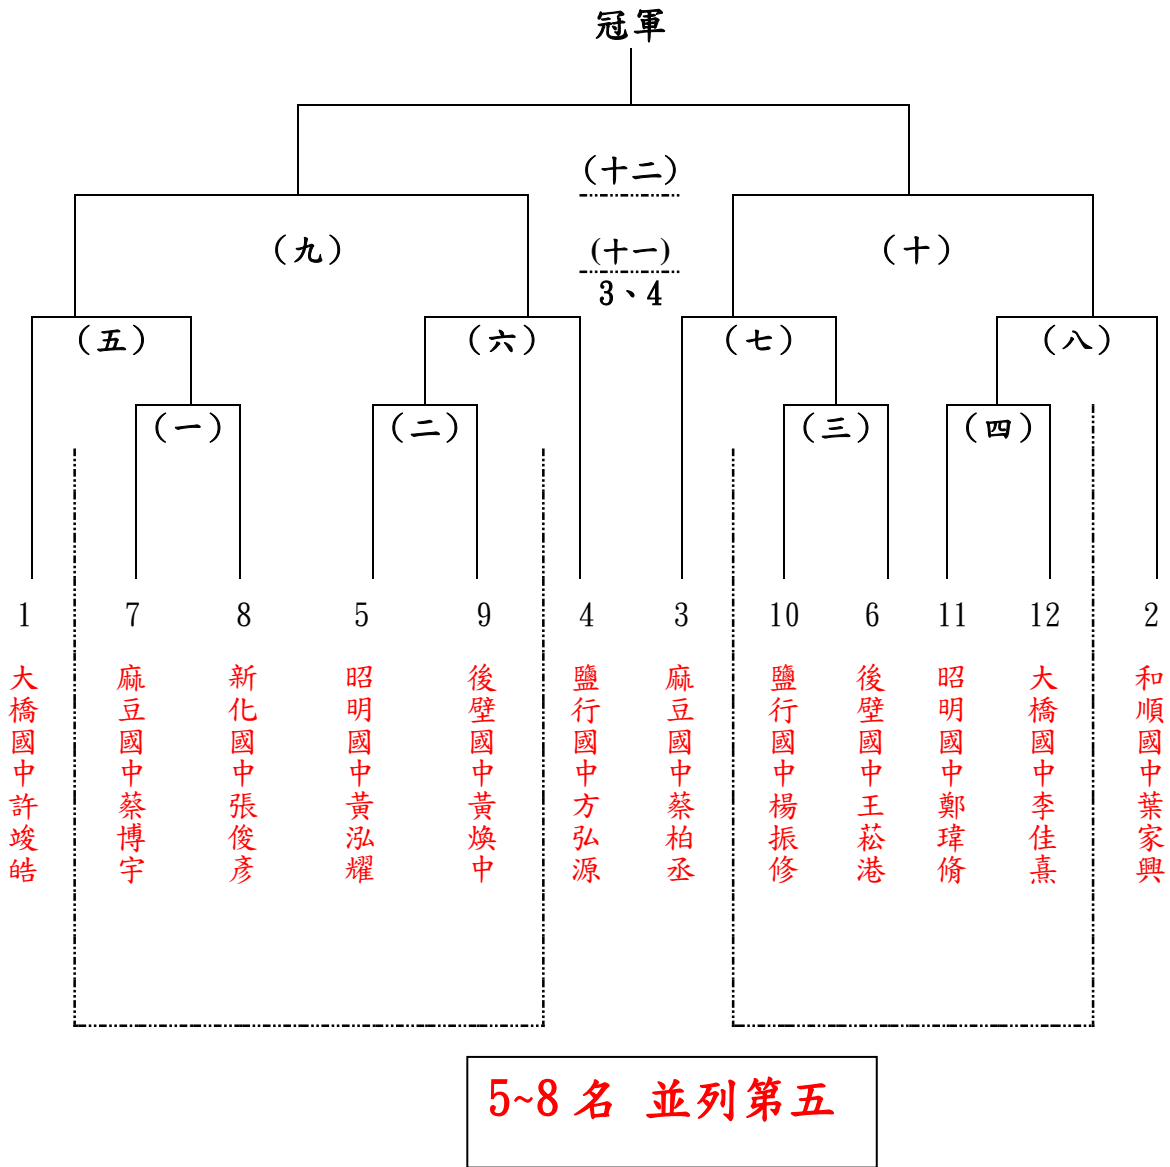 冠軍
（十二）
（九）
（十一）
（十）
3、4
（五）
（六）
（七）
（八）
（一）
（二）
（三）
（四）
1
7
8
5
9
4
3
10
6
11
12
2
大橋國中許竣皓
麻豆國中蔡博宇
新化國中張俊彥
昭明國中黃泓耀
後壁國中黃煥中
鹽行國中方弘源
麻豆國中蔡柏丞
鹽行國中楊振修
後壁國中王菘港
昭明國中鄭瑋脩
大橋國中李佳熹
和順國中葉家興
5~8 名 並列第五